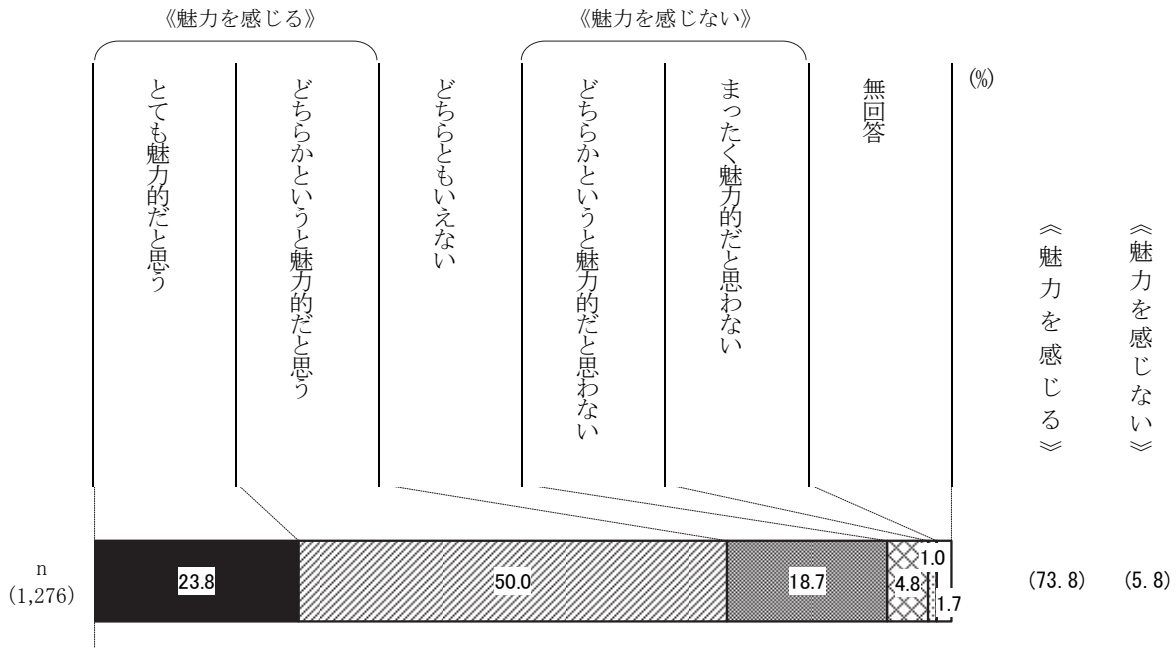 《魅力を感じる》
《魅力を感じない》
とても魅力的だと思う
どちらかというと魅力的だと思う
どちらともいえない
どちらかというと魅力的だと思わない
まったく魅力的だと思わない
無回答
(%)
《魅力を感じる》
《魅力を感じない》
n
(1,276)
23.8
50.0
18.7
4.8
1.0
1.7
(73.8)
(5.8)